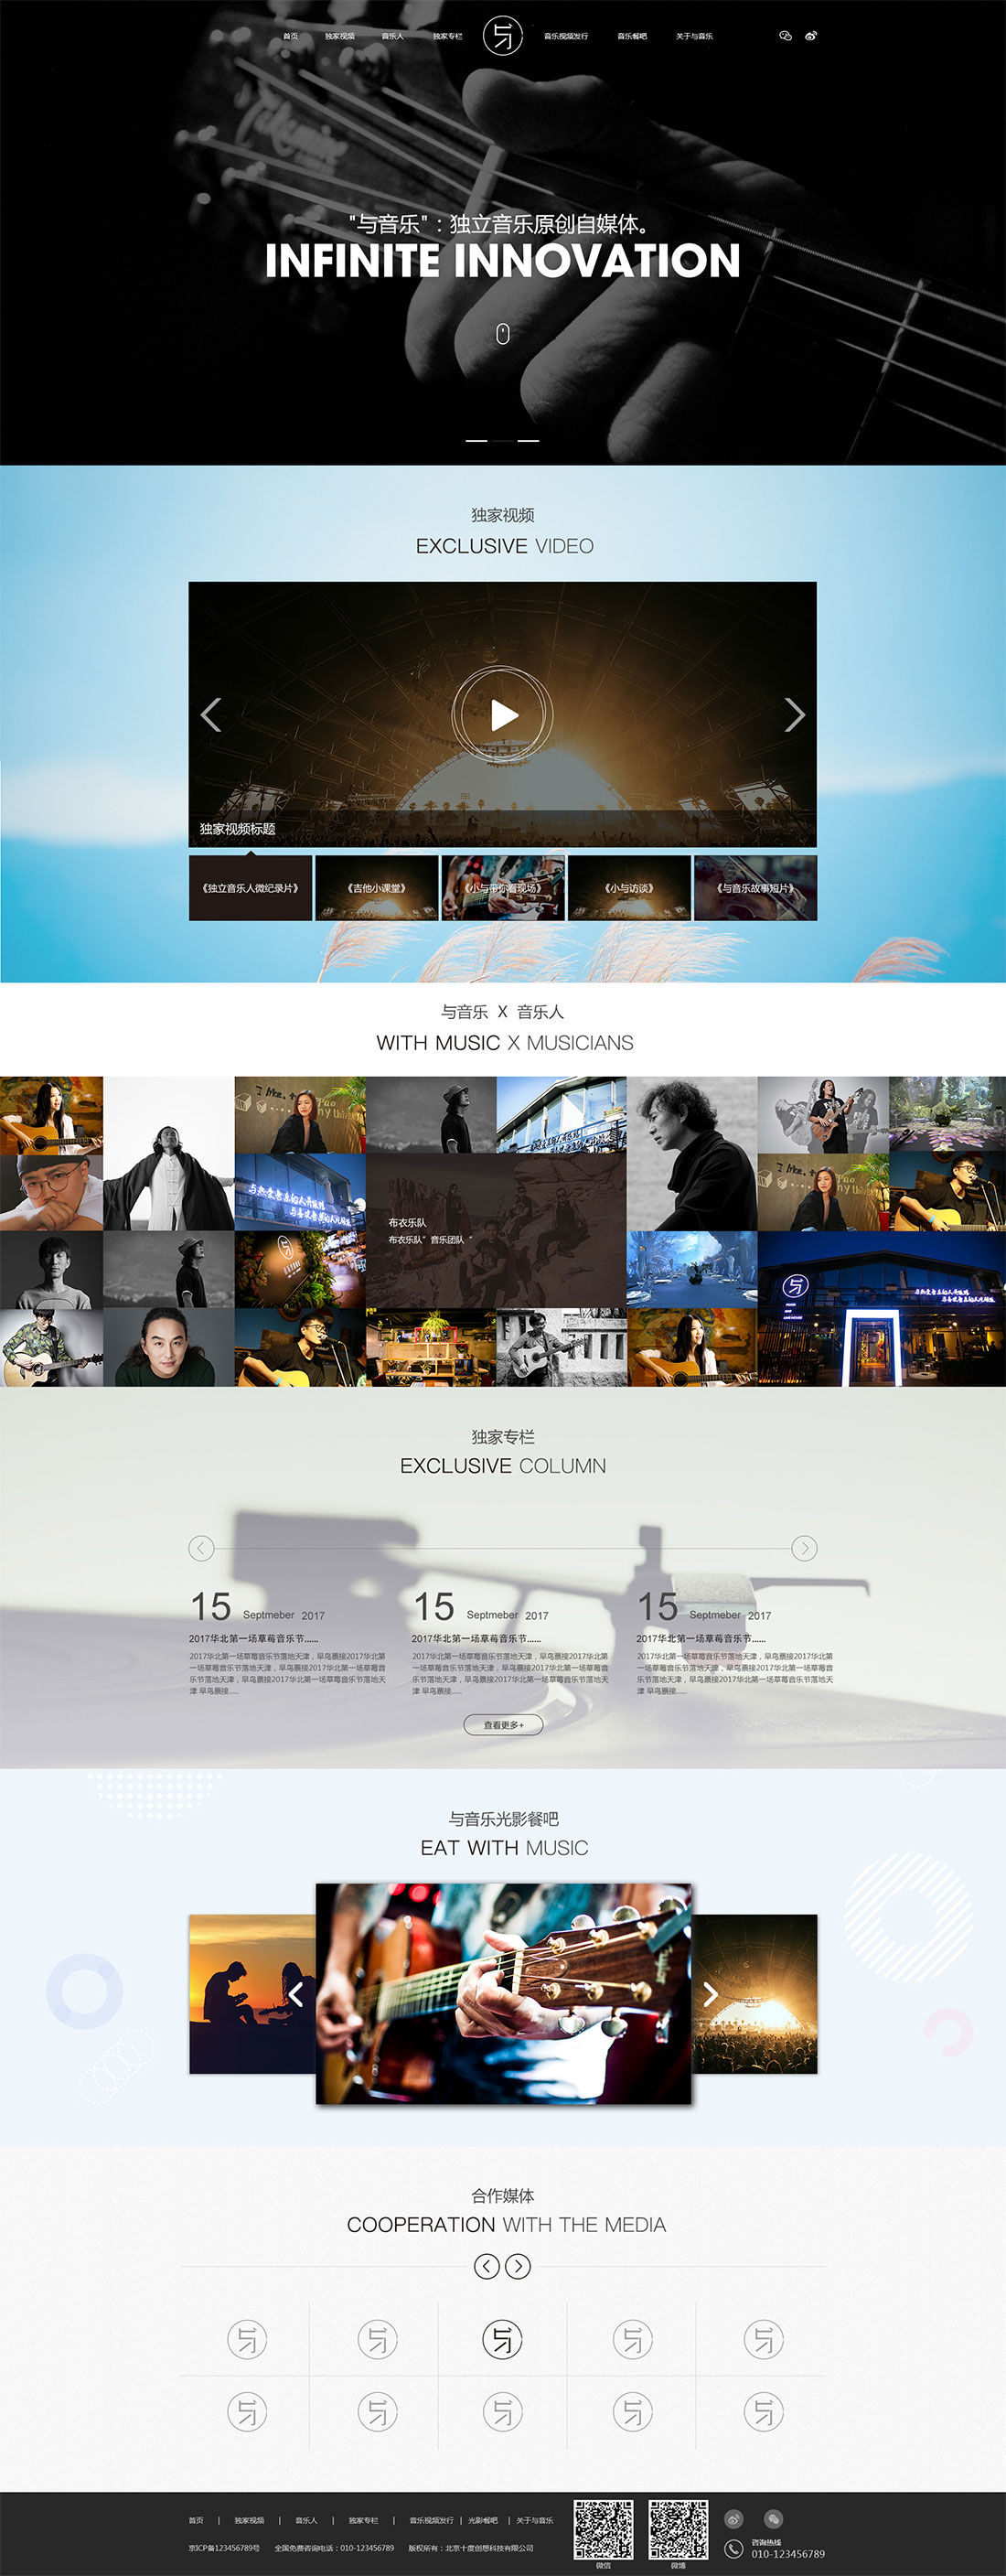 首页 独家视频 音乐人 独家专栏 与 音乐视频发行 音乐餐吧 关于与音乐
"与音乐"：独立音乐原创自媒体。
INFINITE INNOVATION
独家视频
EXCLUSIVE VIDEO
独家视频标题
《独立音乐人微纪录片》 《吉他小课堂》 《小与带你看现场》 《小与访谈》 《与音乐故事短片》
与音乐 X 音乐人
WITH MUSIC X MUSICIANS
布衣乐队
布衣乐队”音乐团队“
独家专栏
EXCLUSIVE COLUMN
15 Septmeber 2017 15 Septmeber 2017 15 Septmeber 2017
2017华北第一场草莓音乐节...... 2017华北第一场草莓音乐节...... 2017华北第一场草莓音乐节......
2017华北第一场草莓音乐节落地天津，早鸟票接2017华北第 2017华北第一场草莓音乐节落地天津，早鸟票接2017华北第 2017华北第一场草莓音乐节落地天津，早鸟票接2017华北第
一场草莓音乐节落地天津，早鸟票接2017华北第一场草莓音 一场草莓音乐节落地天津，早鸟票接2017华北第一场草莓音 一场草莓音乐节落地天津，早鸟票接2017华北第一场草莓音
乐节落地天津，早鸟票接2017华北第一场草莓音乐节落地天 乐节落地天津，早鸟票接2017华北第一场草莓音乐节落地天 乐节落地天津，早鸟票接2017华北第一场草莓音乐节落地天
津 早鸟票接...... 津 早鸟票接...... 津 早鸟票接......
查看更多+
与音乐光影餐吧
EAT WITH MUSIC
合作媒体
COOPERATION WITH THE MEDIA
与 与 与 与 与
与 与 与 与 与
首页 | 独家视频 | 音乐人 | 独家专栏 | 音乐视频发行 | 光影餐吧 | 关于与音乐
京ICP备123456789号 全国免费咨询电话：010-123456789 版权所有：北京十度创想科技有限公司
微信 微博
咨询热线
010-123456789